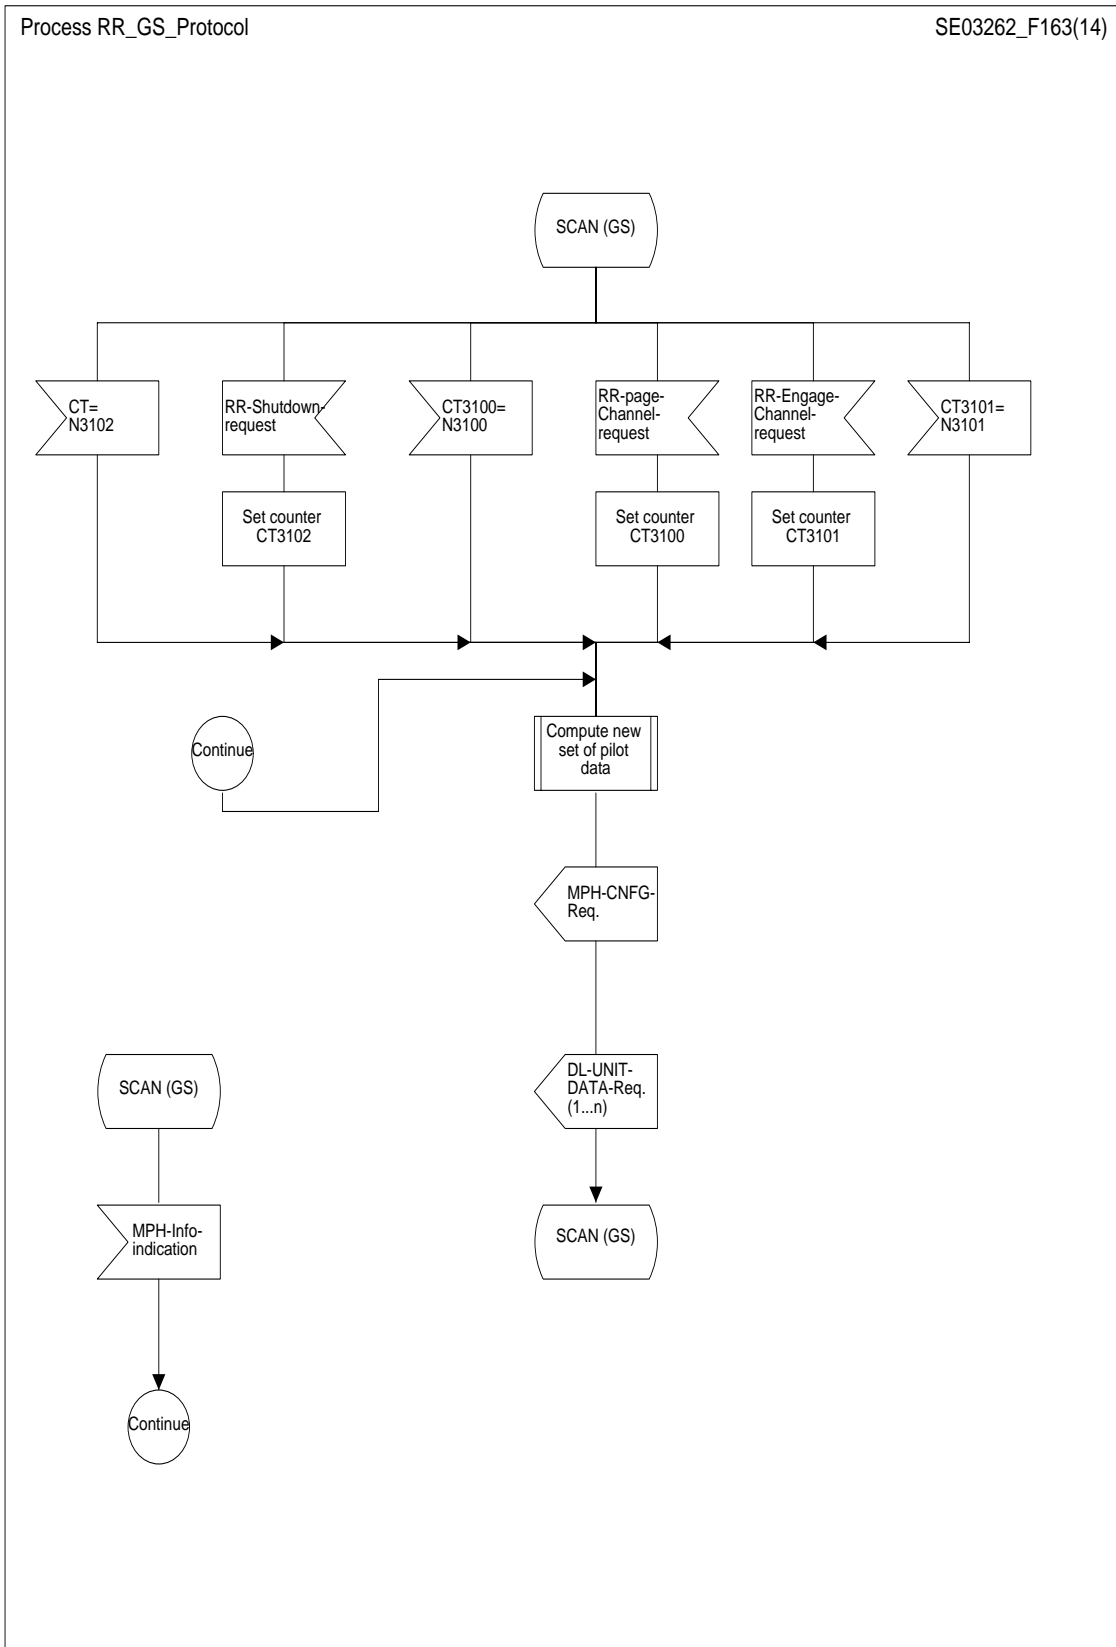 Process RR_GS_Protocol
SE03262_F163(14)
SCAN (GS)
CT=
N3102
RR-Shutdown-
request
CT3100=
N3100
RR-page-
Channel-
request
RR-Engage-
Channel-
request
CT3101=
N3101
Set counter
CT3102
Set counter
CT3100
Set counter
CT3101
Continue
Compute new
set of pilot
data
MPH-CNFG-
Req.
SCAN (GS)
DL-UNIT-
DATA-Req.
(1...n)
MPH-Info-
indication
SCAN (GS)
Continue